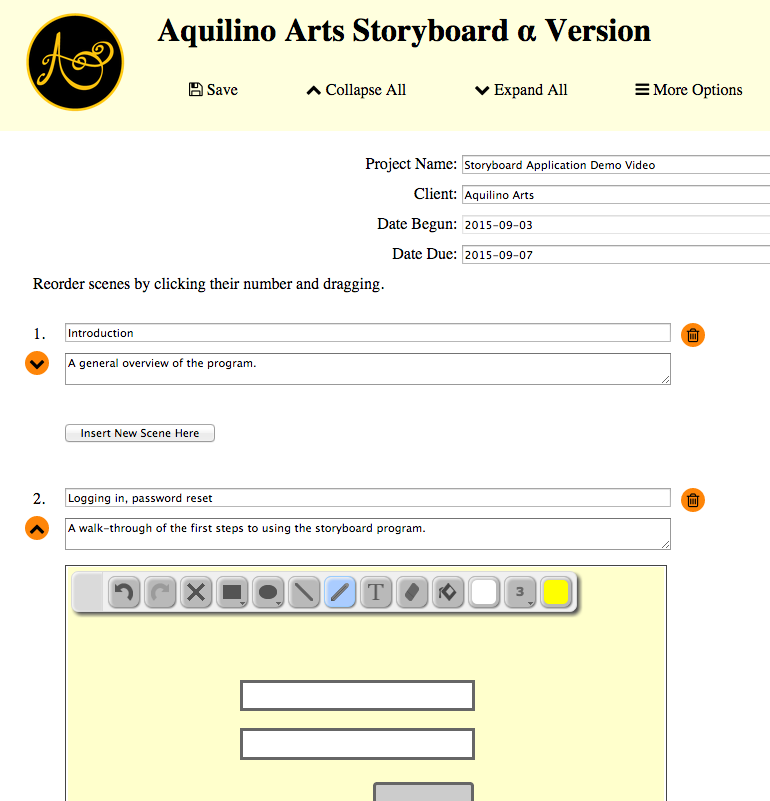 Aquilino Arts Storyboard α Version
Save Collapse All Expand All More Options
Project Name: Storyboard Application Demo Video
Client: Aquilino Arts
Date Begun: 2015-09-03
Date Due: 2015-09-07
Reorder scenes by clicking their number and dragging.
1. Introduction
A general overview of the program.
Insert New Scene Here
2. Logging in, password reset
A walk-through of the first steps to using the storyboard program.
T 3